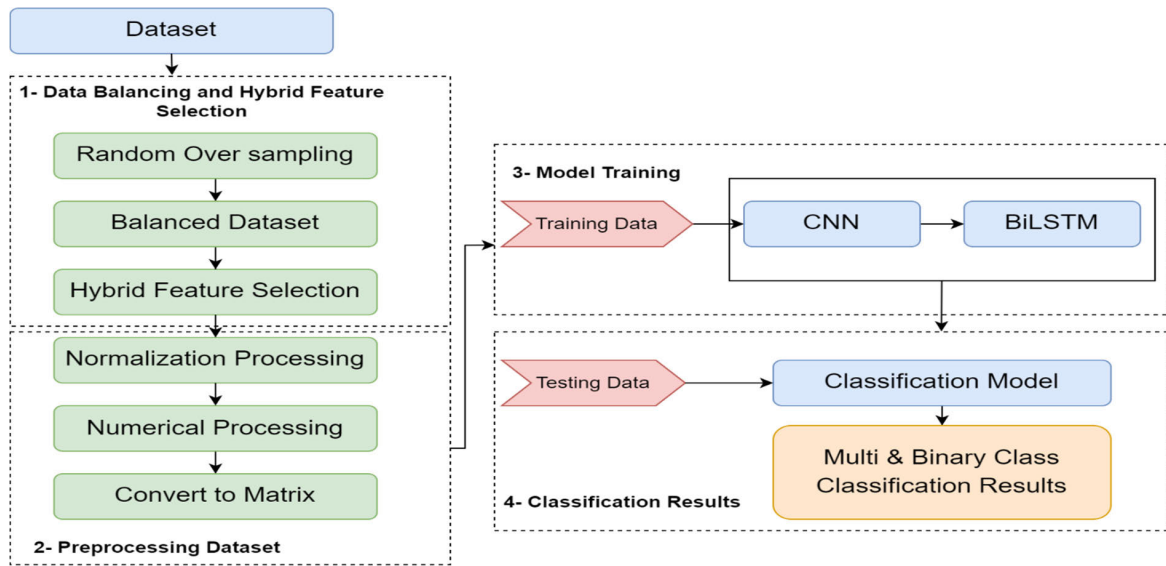 Dataset
1- Data Balancing and Hybrid Feature
Selection
Random Over sampling
Balanced Dataset
Hybrid Feature Selection
Normalization Processing
Numerical Processing
Convert to Matrix
2- Preprocessing Dataset
3- Model Training
Training Data
CNN
BiLSTM
Testing Data
Classification Model
Multi & Binary Class
Classification Results
4- Classification Results